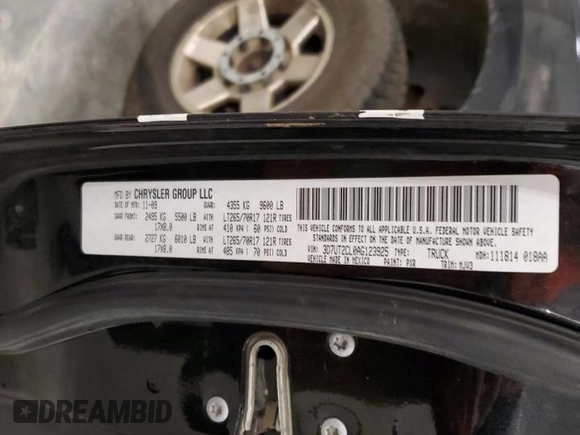 MFD BY CHRYSLER GROUP LLC
DATE OF MFR: 11-09 GVWR: 4355 KG 9600 LB
GAWR FRONT: 2495 KG 5500 LB WITH LT265/70R17 121R TIRES
17X8.0 RIMS AT 410 KPA ( 60 PSI) COLD
GAWR REAR: 2727 KG 6010 LB WITH LT265/70R17 121R TIRES
17X8.0 RIMS AT 485 KPA ( 70 PSI) COLD
THIS VEHICLE CONFORMS TO ALL APPLICABLE U.S.A. FEDERAL MOTOR VEHICLE SAFETY
STANDARDS IN EFFECT ON THE DATE OF MANUFACTURE SHOWN ABOVE.
VIN: 3D7UT2CL0AG123925 TYPE: TRUCK MDH: 111814 018AA
VEHICLE MADE IN MEXICO PAINT: PXR TRIM: MJV9
DREAMBID